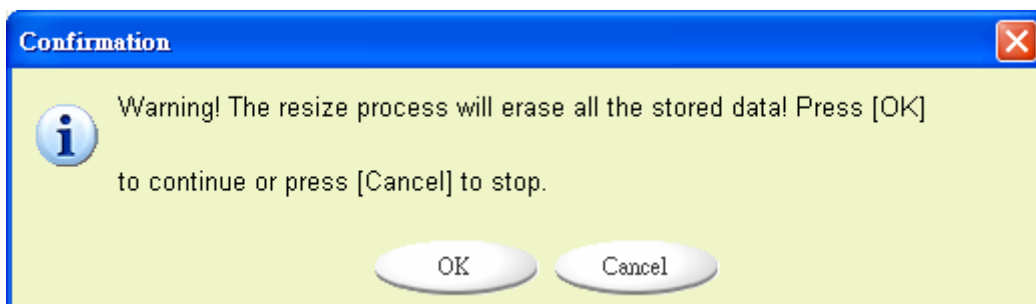 Confirmation
Warning! The resize process will erase all the stored data! Press [OK]
to continue or press [Cancel] to stop.
OK
Cancel